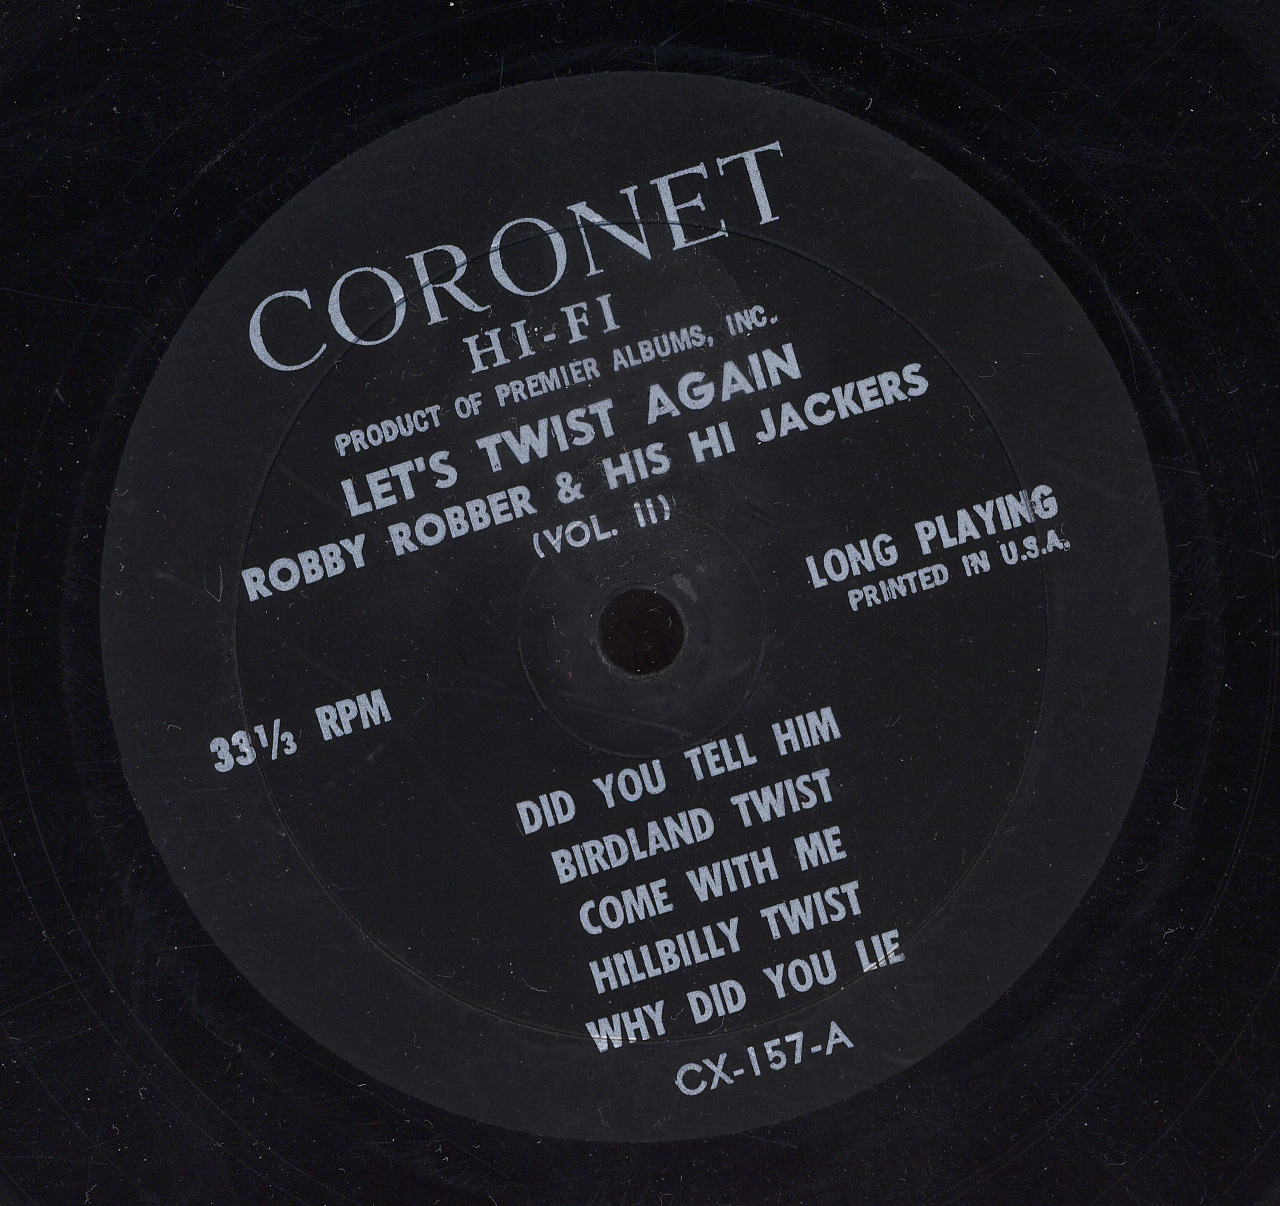 CORONET
HI-FI
PRODUCT OF PREMIER ALBUMS, INC.
LET'S TWIST AGAIN
ROBBY ROBBER & HIS HI JACKERS
(VOL. II)
LONG PLAYING
PRINTED IN U.S.A.
33 1/3 RPM
DID YOU TELL HIM
BIRDLAND TWIST
COME WITH ME
HILLBILLY TWIST
WHY DID YOU LIE
CX-157-A